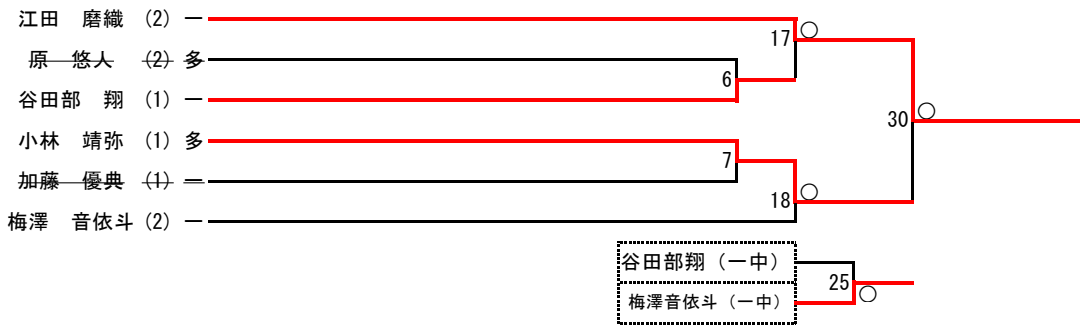 江田　磨織 (2) 一
17 ○
原　悠人 (2) 多
6
谷田部　翔 (1) 一
30 ○
小林　靖弥 (1) 多
7
加藤　優典 (1) 一
18 ○
梅澤　音依斗 (2) 一
谷田部翔（一中）
25 ○
梅澤音依斗（一中）